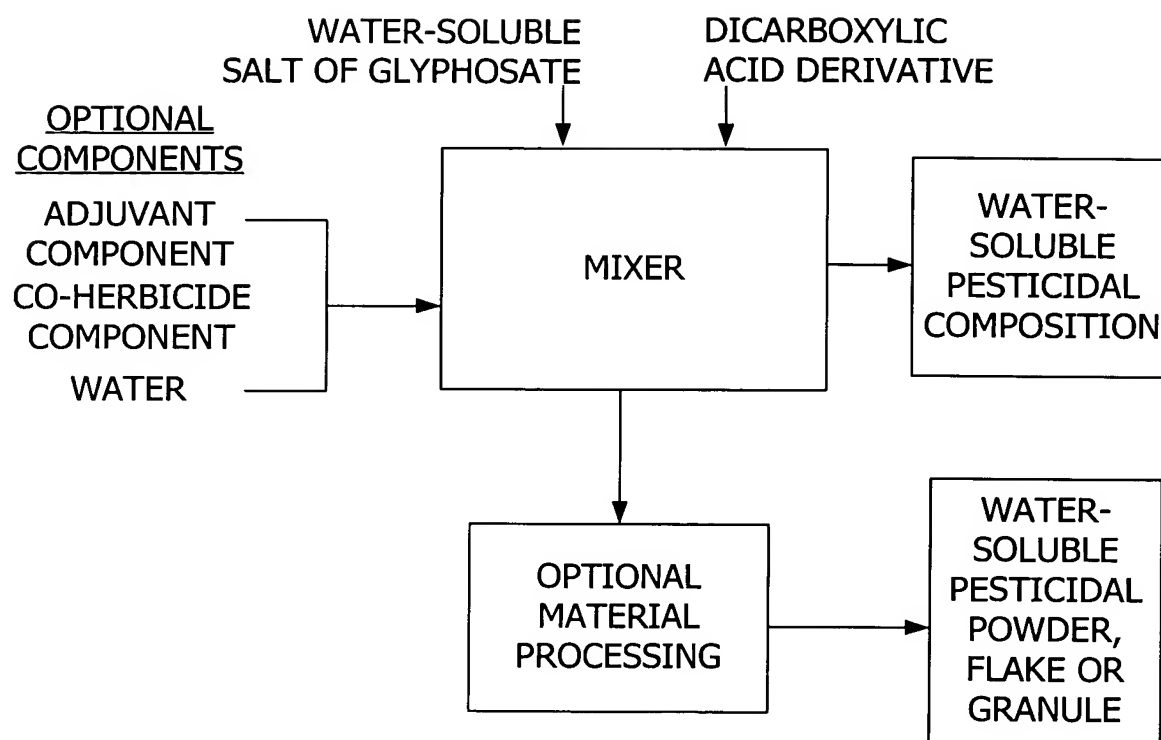 WATER-SOLUBLE
SALT OF GLYPHOSATE
DICARBOXYLIC
ACID DERIVATIVE
OPTIONAL
COMPONENTS
ADJUVANT
COMPONENT
CO-HERBICIDE
COMPONENT
WATER
MIXER
WATER-
SOLUBLE
PESTICIDAL
COMPOSITION
OPTIONAL
MATERIAL
PROCESSING
WATER-
SOLUBLE
PESTICIDAL
POWDER,
FLAKE OR
GRANULE